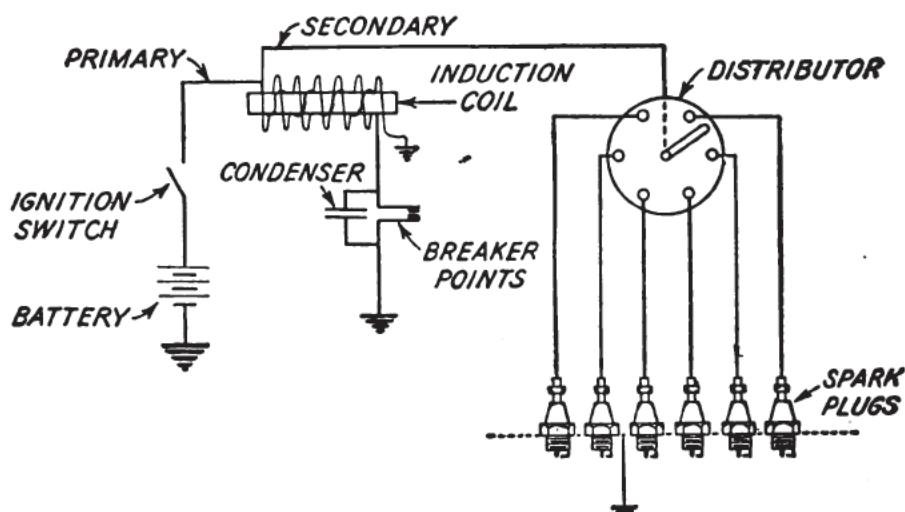 SECONDARY
PRIMARY
INDUCTION
COIL
DISTRIBUTOR
CONDENSER
IGNITION
SWITCH
BREAKER
POINTS
BATTERY
SPARK
PLUGS